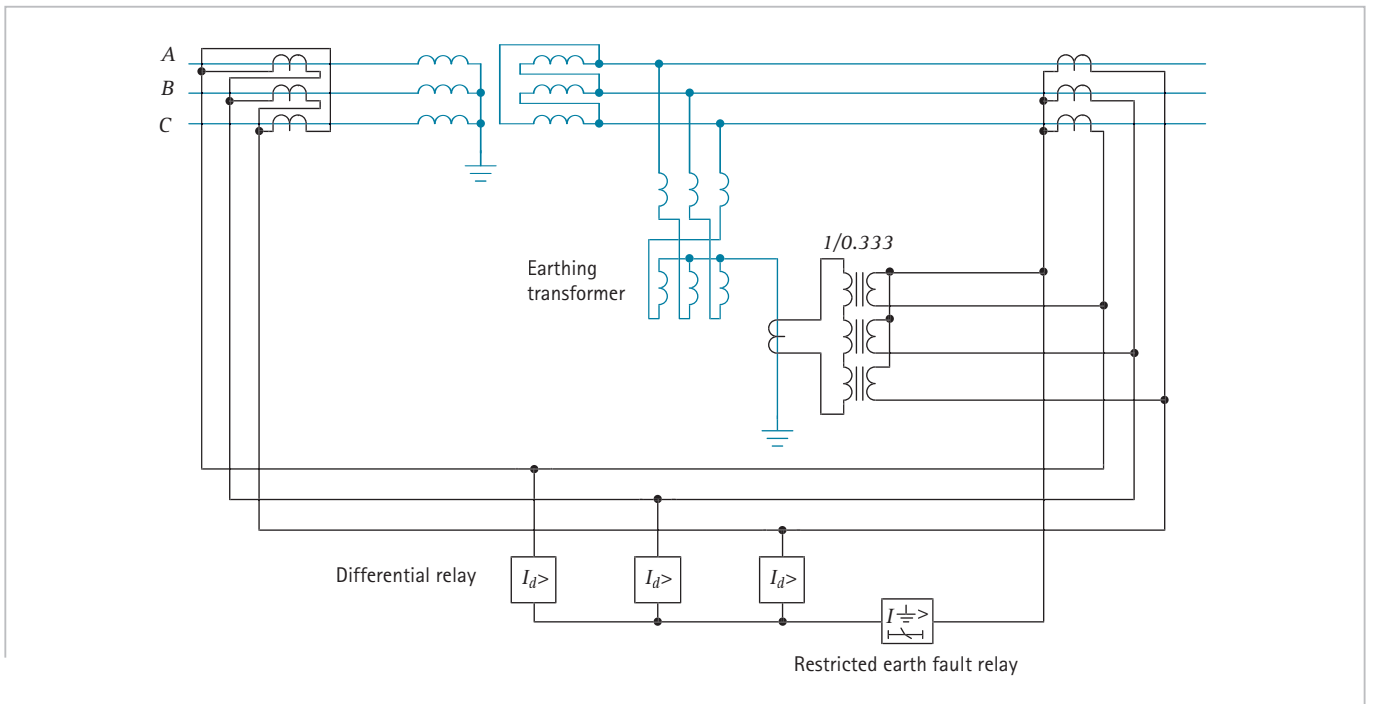 A
B
C
1/0.333
Earthing
transformer
Differential relay
Id>
Id>
Id>
I >
Restricted earth fault relay